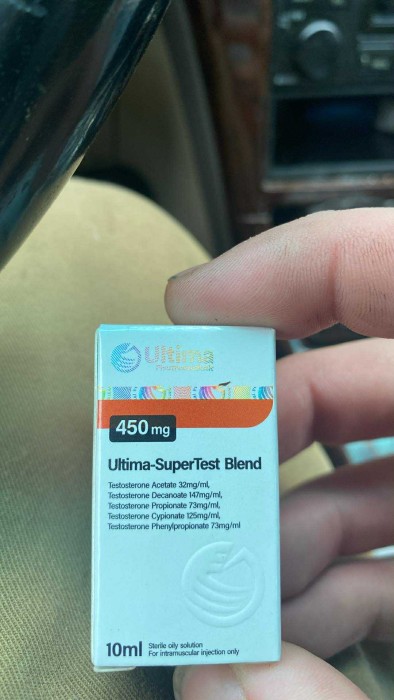 Ultima
450 mg
Ultima-SuperTest Blend
Testosterone Acetate 32mg/ml,
Testosterone Decanoate 147mg/ml,
Testosterone Propionate 73mg/ml,
Testosterone Cypionate 125mg/ml,
Testosterone Phenylpropionate 73mg/ml
10ml
Sterile oily solution
For intramuscular injection only